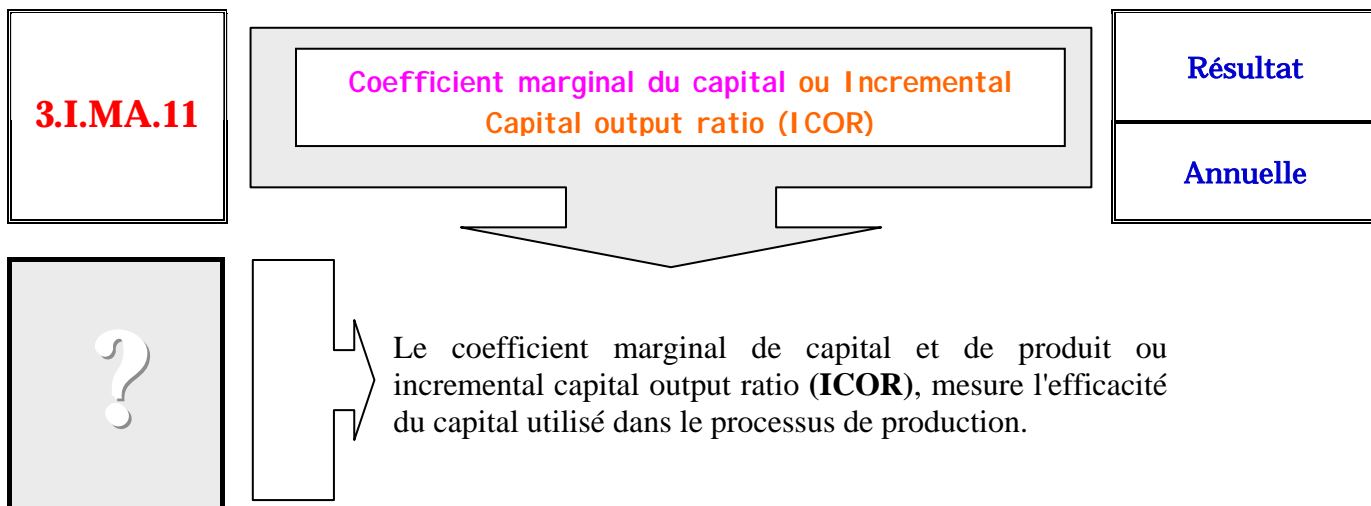 3.I.MA.11
Coefficient marginal du capital ou Incremental
Capital output ratio (ICOR)
Résultat
Annuelle
?
Le coefficient marginal de capital et de produit ou
incremental capital output ratio (ICOR), mesure l'efficacité
du capital utilisé dans le processus de production.